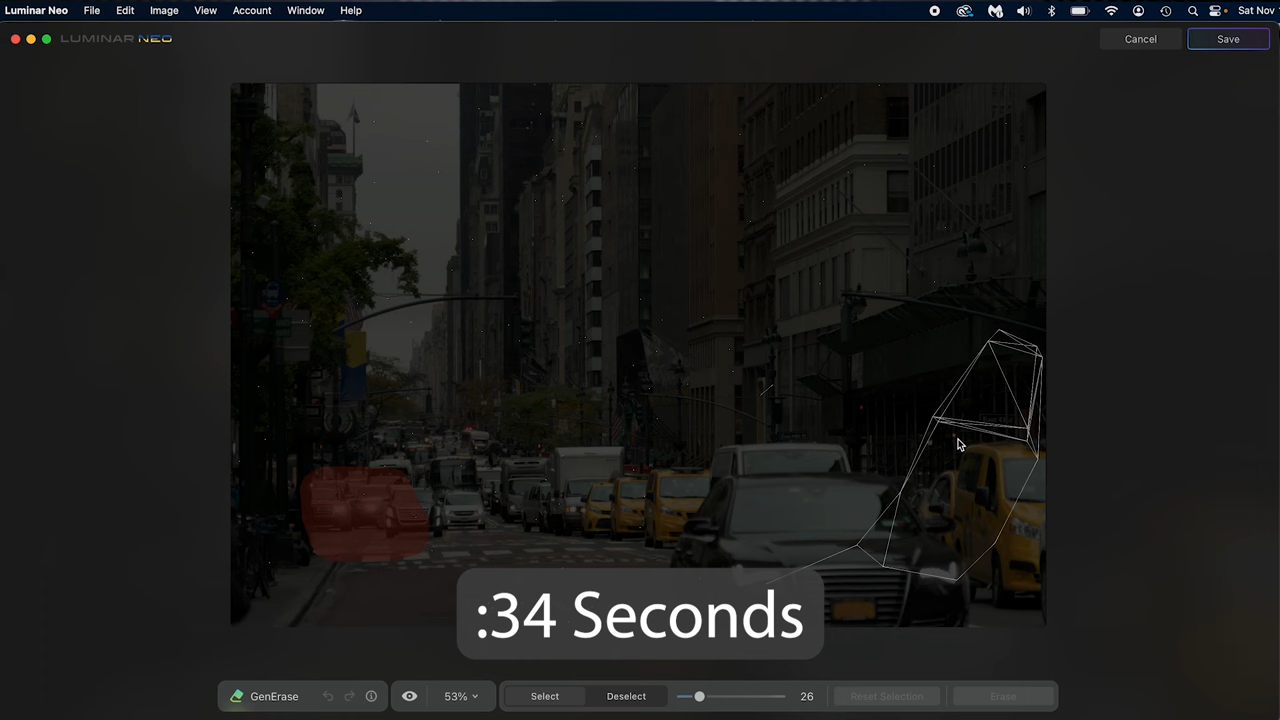 Luminar Neo File Edit Image View Account Window Help Sat Nov
LUMINAR NEO Cancel Save
:34 Seconds
GenErase 53% Select Deselect 26 Reset Selection Erase